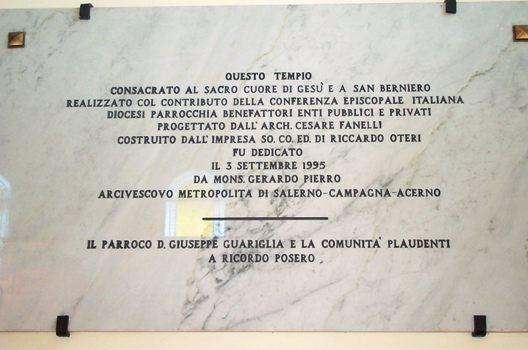 QUESTO TEMPIO
CONSACRATO AL SACRO CUORE DI GESÙ E A SAN BERNIERO
REALIZZATO COL CONTRIBUTO DELLA CONFERENZA EPISCOPALE ITALIANA
DIOCESI PARROCCHIA BENEFATTORI ENTI PUBBLICI E PRIVATI
PROGETTATO DALL'ARCH. CESARE FANELLI
COSTRUITO DALL'IMPRESA SO. CO. ED. DI RICCARDO OTERI
FU DEDICATO
IL 3 SETTEMBRE 1995
DA MONS. GERARDO PIERRO
ARCIVESCOVO METROPOLITA DI SALERNO-CAMPAGNA-ACERNO
IL PARROCO D. GIUSEPPE GUARIGLIA E LA COMUNITA' PLAUDENTI
A RICORDO POSERO